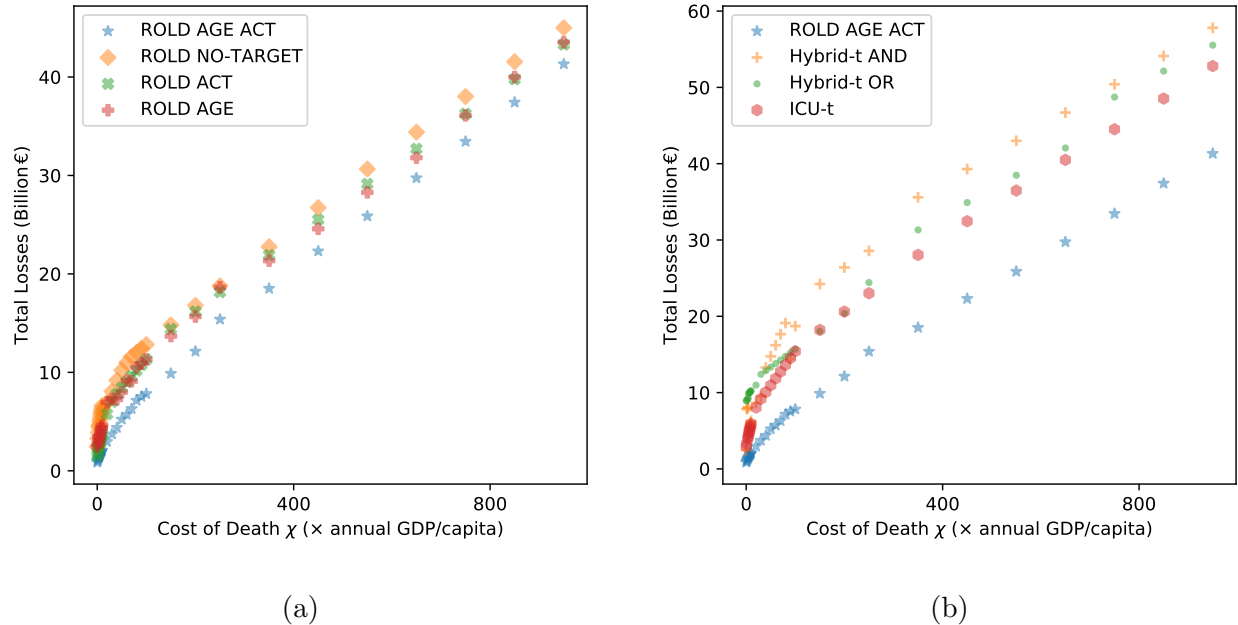 ROLD AGE ACT
ROLD NO-TARGET
ROLD ACT
ROLD AGE
Total Losses (Billion€)
0
10
20
30
40
0
400
800
Cost of Death χ (× annual GDP/capita)
(a)
ROLD AGE ACT
Hybrid-t AND
Hybrid-t OR
ICU-t
Total Losses (Billion€)
0
10
20
30
40
50
60
0
400
800
Cost of Death χ (× annual GDP/capita)
(b)